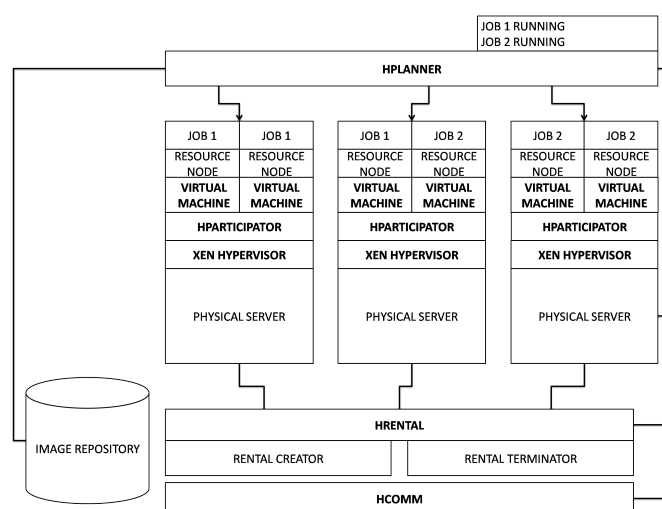 JOB 1 RUNNING
JOB 2 RUNNING
HPLANNER
JOB 1 JOB 1 JOB 1 JOB 2 JOB 2 JOB 2
RESOURCE RESOURCE RESOURCE RESOURCE RESOURCE RESOURCE
NODE NODE NODE NODE NODE NODE
VIRTUAL VIRTUAL VIRTUAL VIRTUAL VIRTUAL VIRTUAL
MACHINE MACHINE MACHINE MACHINE MACHINE MACHINE
HPARTICIPATOR HPARTICIPATOR HPARTICIPATOR
XEN HYPERVISOR XEN HYPERVISOR XEN HYPERVISOR
PHYSICAL SERVER PHYSICAL SERVER PHYSICAL SERVER
HRENTAL
IMAGE REPOSITORY
RENTAL CREATOR RENTAL TERMINATOR
HCOMM